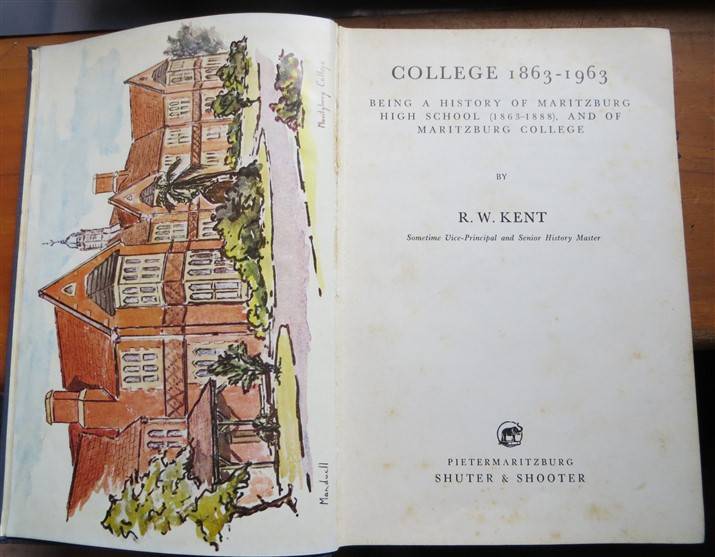 Maritzburg College
Mandwell
COLLEGE 1863-1963
BEING A HISTORY OF MARITZBURG
HIGH SCHOOL (1863-1888), AND OF
MARITZBURG COLLEGE
BY
R. W. KENT
Sometime Vice-Principal and Senior History Master
PIETERMARITZBURG
SHUTER & SHOOTER